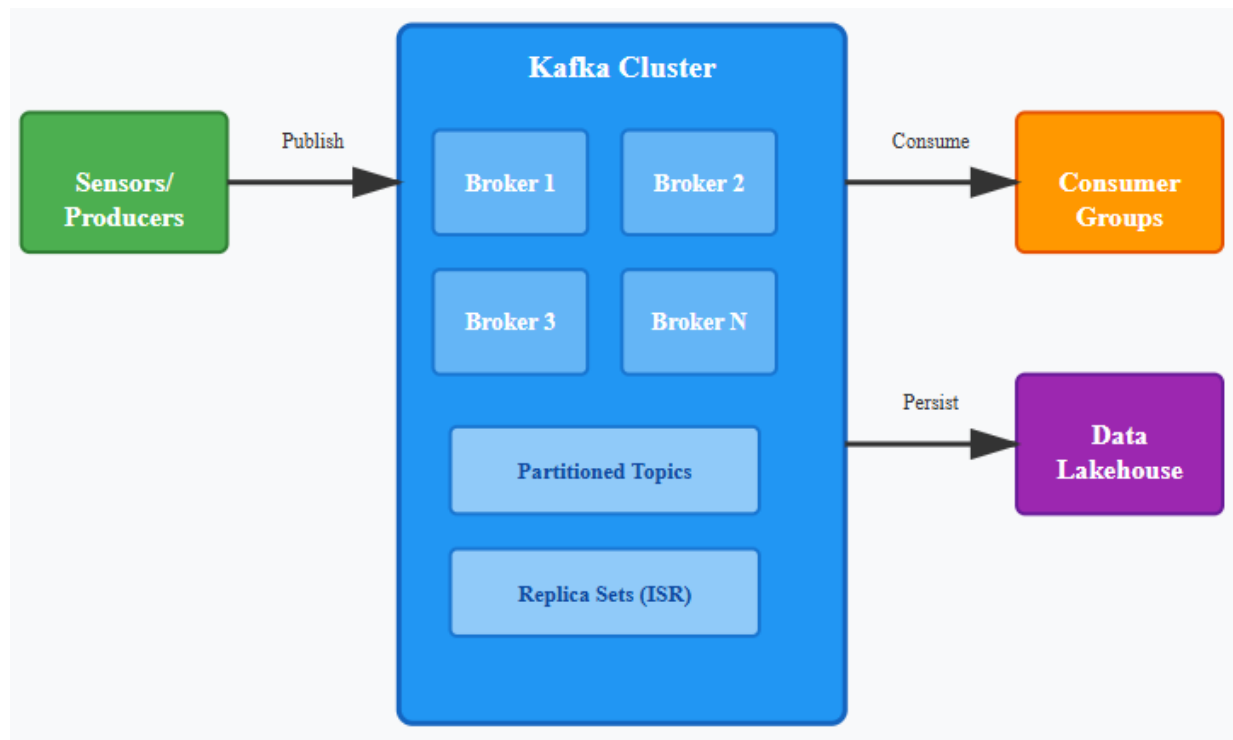 Kafka Cluster
Publish
Consume
Sensors/
Producers
Broker 1
Broker 2
Consumer
Groups
Broker 3
Broker N
Persist
Data
Lakehouse
Partitioned Topics
Replica Sets (ISR)